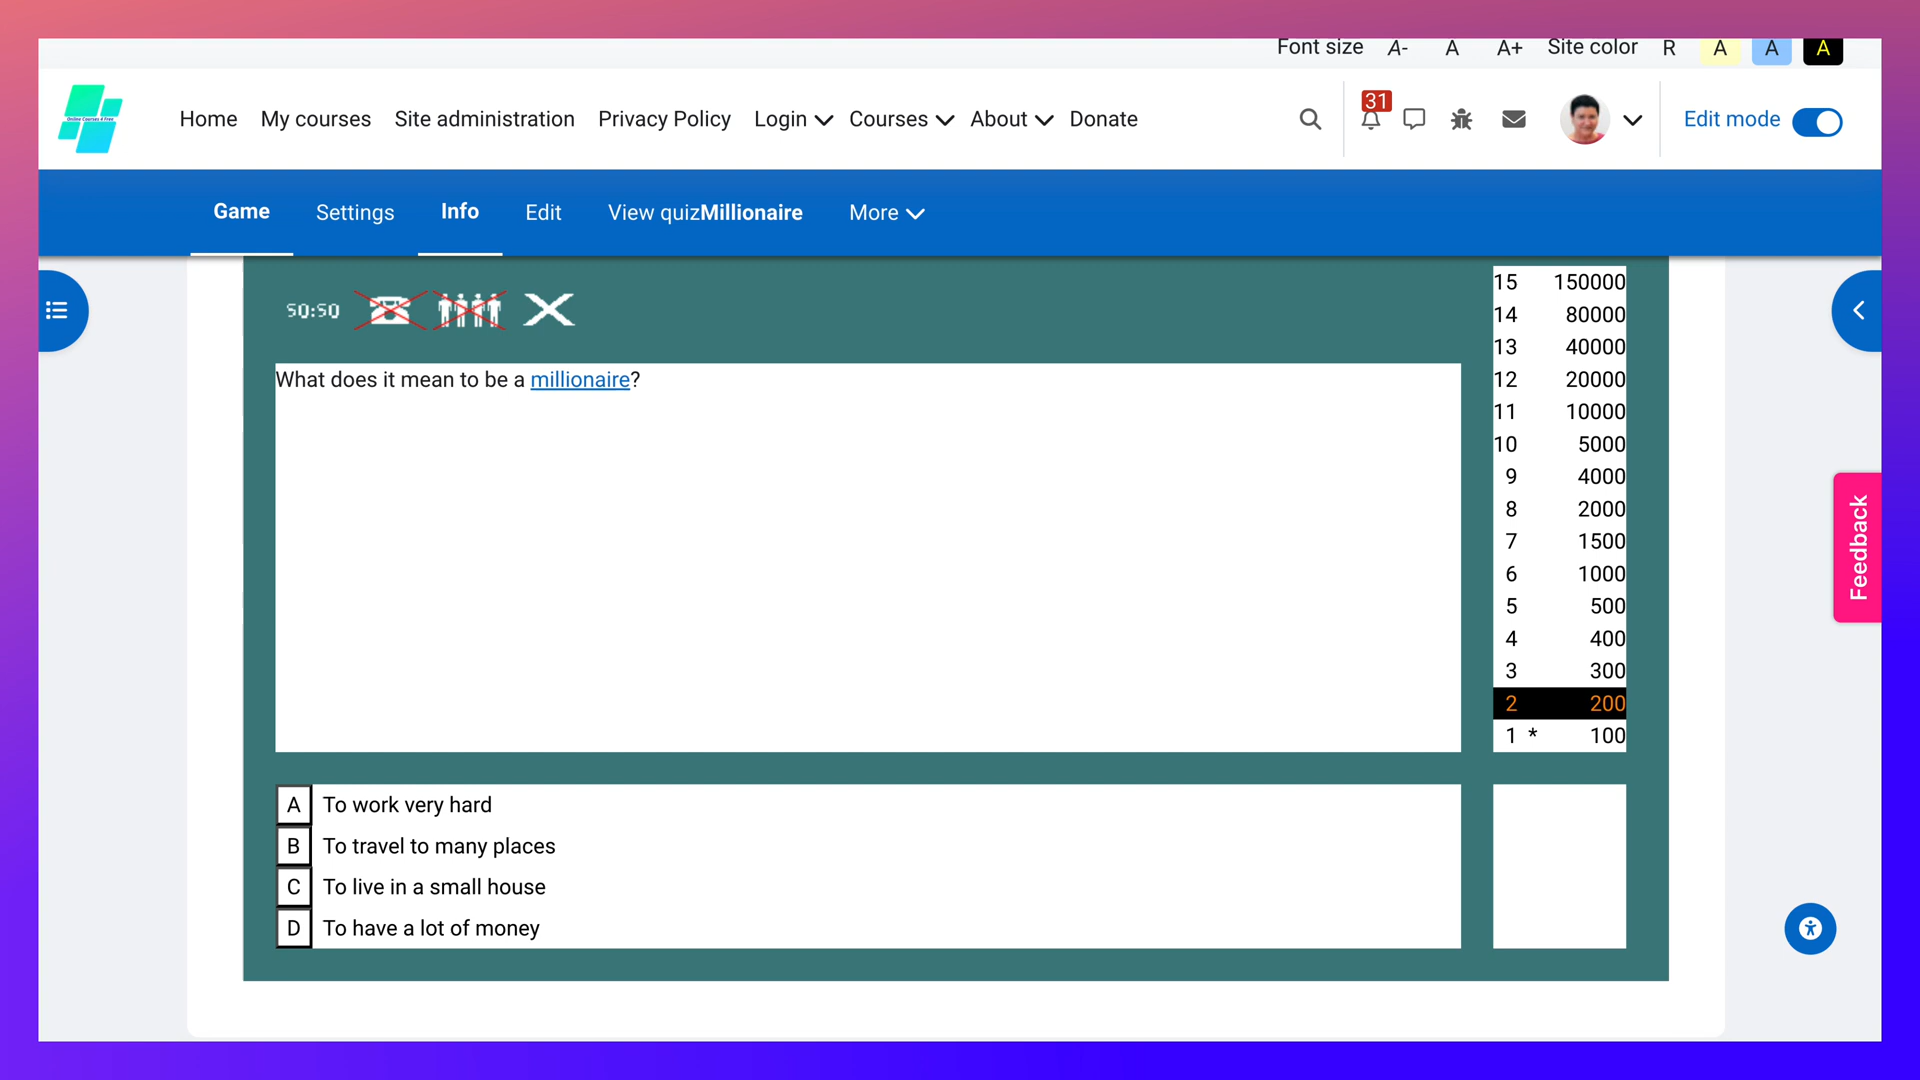 Font size A- A A+ Site color R A A A
Online Courses 4 Free
Home My courses Site administration Privacy Policy Login Courses About Donate 31 Edit mode
Game Settings Info Edit View quizMillionaire More
50:50
What does it mean to be a millionaire?
15 150000
14 80000
13 40000
12 20000
11 10000
10 5000
9 4000
8 2000
7 1500
6 1000
5 500
4 400
3 300
2 200
1 * 100
A To work very hard
B To travel to many places
C To live in a small house
D To have a lot of money
Feedback